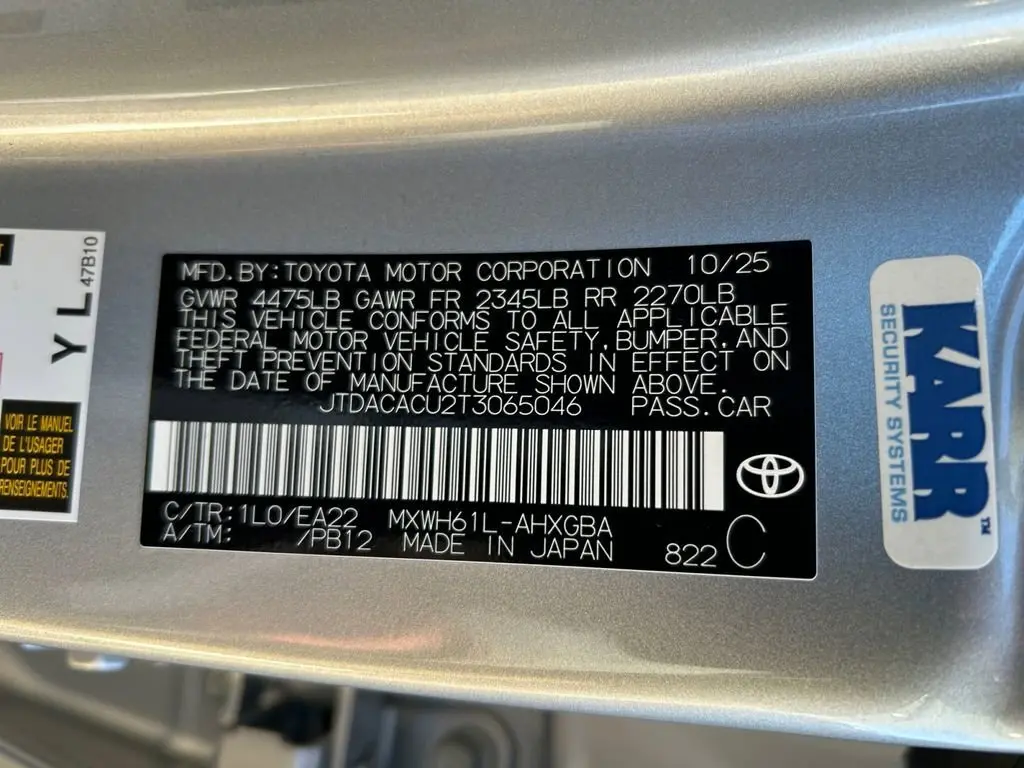 MFD.BY:TOYOTA MOTOR CORPORATION 10/25
GVWR 4475LB GAWR FR 2345LB RR 2270LB
THIS VEHICLE CONFORMS TO ALL APPLICABLE
FEDERAL MOTOR VEHICLE SAFETY,BUMPER,AND
THEFT PREVENTION STANDARDS IN EFFECT ON
THE DATE OF MANUFACTURE SHOWN ABOVE.
JTDACACU2T3065046 PASS.CAR
C/TR:1L0/EA22 MXWH61L-AHXGBA
A/TM: /PB12 MADE IN JAPAN 822 C
YL
47B10
VOIR LE MANUEL
DE L'USAGER
POUR PLUS DE
RENSEIGNEMENTS.
KARR™
SECURITY SYSTEMS